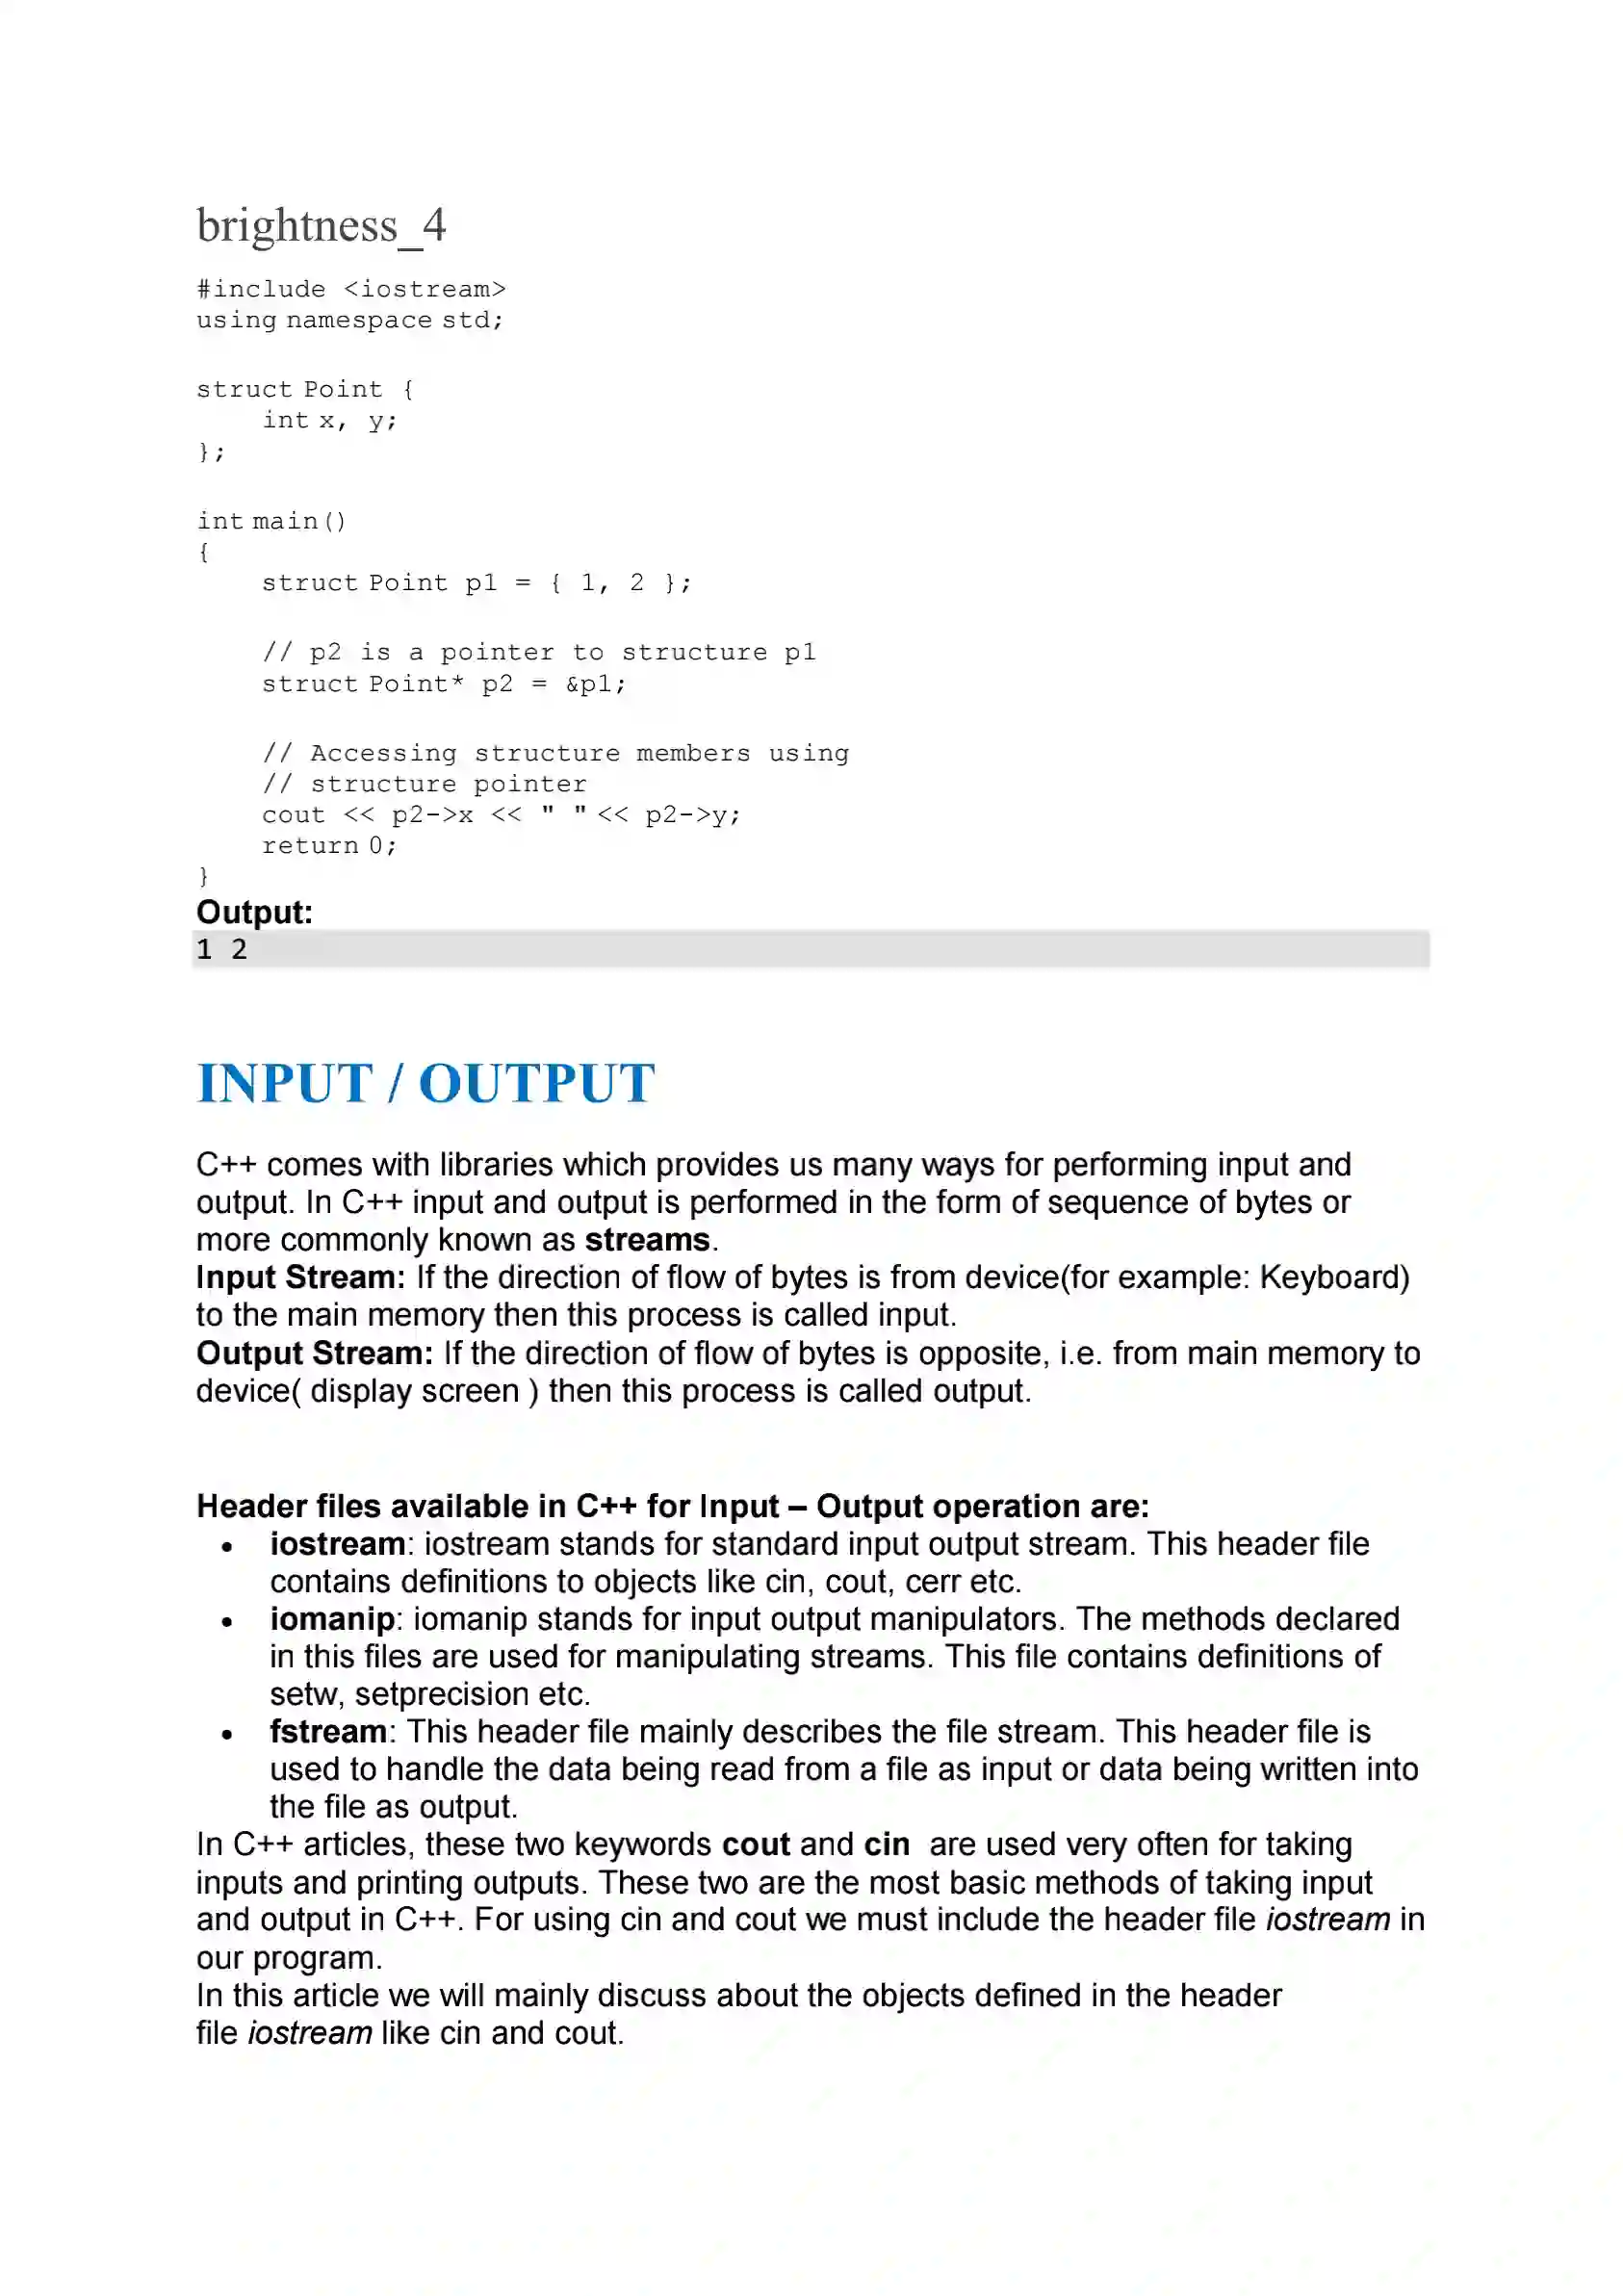 brightness_4
#include <iostream>
using namespace std;
struct Point {
    int x, y;
};
int main()
{
    struct Point p1 = { 1, 2 };
    // p2 is a pointer to structure p1
    struct Point* p2 = &p1;
    // Accessing structure members using
    // structure pointer
    cout << p2->x << " " << p2->y;
    return 0;
}
Output:
1 2
INPUT / OUTPUT
C++ comes with libraries which provides us many ways for performing input and
output. In C++ input and output is performed in the form of sequence of bytes or
more commonly known as streams.
Input Stream: If the direction of flow of bytes is from device(for example: Keyboard)
to the main memory then this process is called input.
Output Stream: If the direction of flow of bytes is opposite, i.e. from main memory to
device( display screen ) then this process is called output.
Header files available in C++ for Input – Output operation are:
• iostream: iostream stands for standard input output stream. This header file
contains definitions to objects like cin, cout, cerr etc.
• iomanip: iomanip stands for input output manipulators. The methods declared
in this files are used for manipulating streams. This file contains definitions of
setw, setprecision etc.
• fstream: This header file mainly describes the file stream. This header file is
used to handle the data being read from a file as input or data being written into
the file as output.
In C++ articles, these two keywords cout and cin  are used very often for taking
inputs and printing outputs. These two are the most basic methods of taking input
and output in C++. For using cin and cout we must include the header file iostream in
our program.
In this article we will mainly discuss about the objects defined in the header
file iostream like cin and cout.